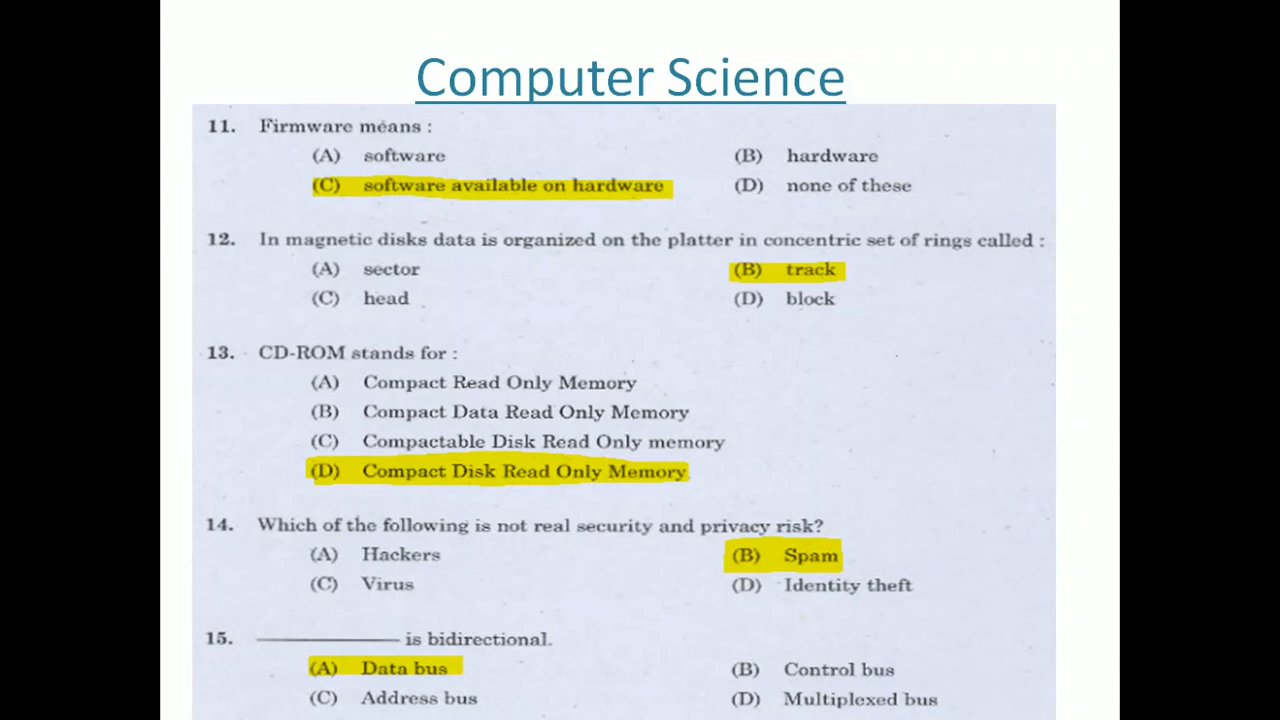 Computer Science
11. Firmware means :
(A) software (B) hardware
(C) software available on hardware (D) none of these
12. In magnetic disks data is organized on the platter in concentric set of rings called :
(A) sector (B) track
(C) head (D) block
13. CD-ROM stands for :
(A) Compact Read Only Memory
(B) Compact Data Read Only Memory
(C) Compactable Disk Read Only memory
(D) Compact Disk Read Only Memory
14. Which of the following is not real security and privacy risk?
(A) Hackers (B) Spam
(C) Virus (D) Identity theft
15. ____________ is bidirectional.
(A) Data bus (B) Control bus
(C) Address bus (D) Multiplexed bus